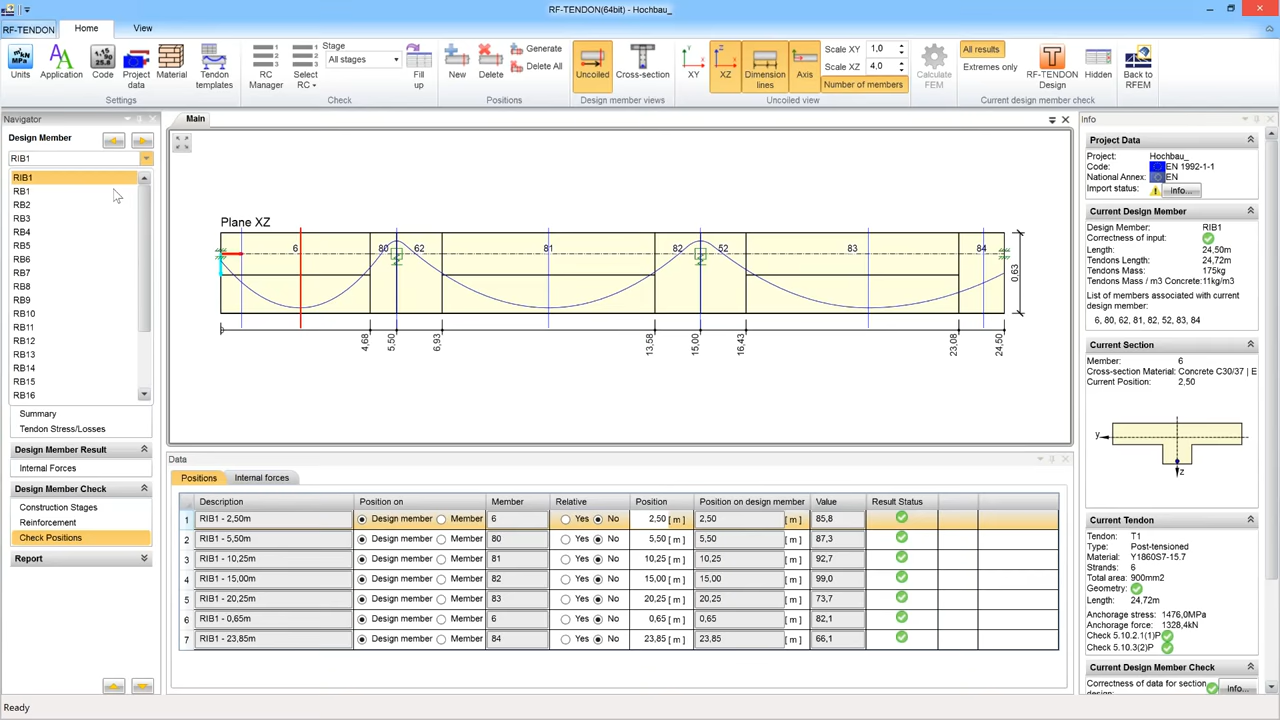 RF-TENDON(64bit) - Hochbau_
RF-TENDON Home View
Units
Application
Code
Project data
Material
Tendon templates
Settings
RC Manager
Select RC
Stage
All stages
Fill up
Check
New
Delete
Generate
Delete All
Positions
Uncoiled
Cross-section
Design member views
XY
XZ
Dimension lines
Axis
Scale XY 1,0
Scale XZ 4,0
Number of members
Uncoiled view
Calculate FEM
All results
Extremes only
RF-TENDON Design
Hidden
Current design member check
Back to RFEM
Navigator
Design Member
RIB1
RIB1
RB1
RB2
RB3
RB4
RB5
RB6
RB7
RB8
RB9
RB10
RB11
RB12
RB13
RB14
RB15
RB16
Summary
Tendon Stress/Losses
Design Member Result
Internal Forces
Design Member Check
Construction Stages
Reinforcement
Check Positions
Report
Main
Plane XZ
6 80 62 81 82 52 83 84
0,63
4,68 5,50 6,93 13,58 15,00 16,43 23,08 24,50
Data
Positions Internal forces
Description Position on Member Relative Position Position on design member Value Result Status
1 RIB1 - 2,50m Design member Member 6 Yes No 2,50 [ m ] 2,50 [ m ] 85,8
2 RIB1 - 5,50m Design member Member 80 Yes No 5,50 [ m ] 5,50 [ m ] 87,3
3 RIB1 - 10,25m Design member Member 81 Yes No 10,25 [ m ] 10,25 [ m ] 92,7
4 RIB1 - 15,00m Design member Member 82 Yes No 15,00 [ m ] 15,00 [ m ] 99,0
5 RIB1 - 20,25m Design member Member 83 Yes No 20,25 [ m ] 20,25 [ m ] 73,7
6 RIB1 - 0,65m Design member Member 6 Yes No 0,65 [ m ] 0,65 [ m ] 82,1
7 RIB1 - 23,85m Design member Member 84 Yes No 23,85 [ m ] 23,85 [ m ] 66,1
Info
Project Data
Project: Hochbau_
Code: EN 1992-1-1
National Annex: EN
Import status: Info...
Current Design Member
Design Member: RIB1
Correctness of input:
Length: 24,50m
Tendons Length: 24,72m
Tendons Mass: 175kg
Tendons Mass / m3 Concrete: 11kg/m3
List of members associated with current
design member:
6, 80, 62, 81, 82, 52, 83, 84
Current Section
Member: 6
Cross-section Material: Concrete C30/37 | E
Current Position: 2,50
y
z
Current Tendon
Tendon: T1
Type: Post-tensioned
Material: Y1860S7-15.7
Strands: 6
Total area: 900mm2
Geometry:
Length: 24,72m
Anchorage stress: 1476,0MPa
Anchorage force: 1328,4kN
Check 5.10.2.1(1)P
Check 5.10.3(2)P
Current Design Member Check
Correctness of data for section
design: Info...
Ready